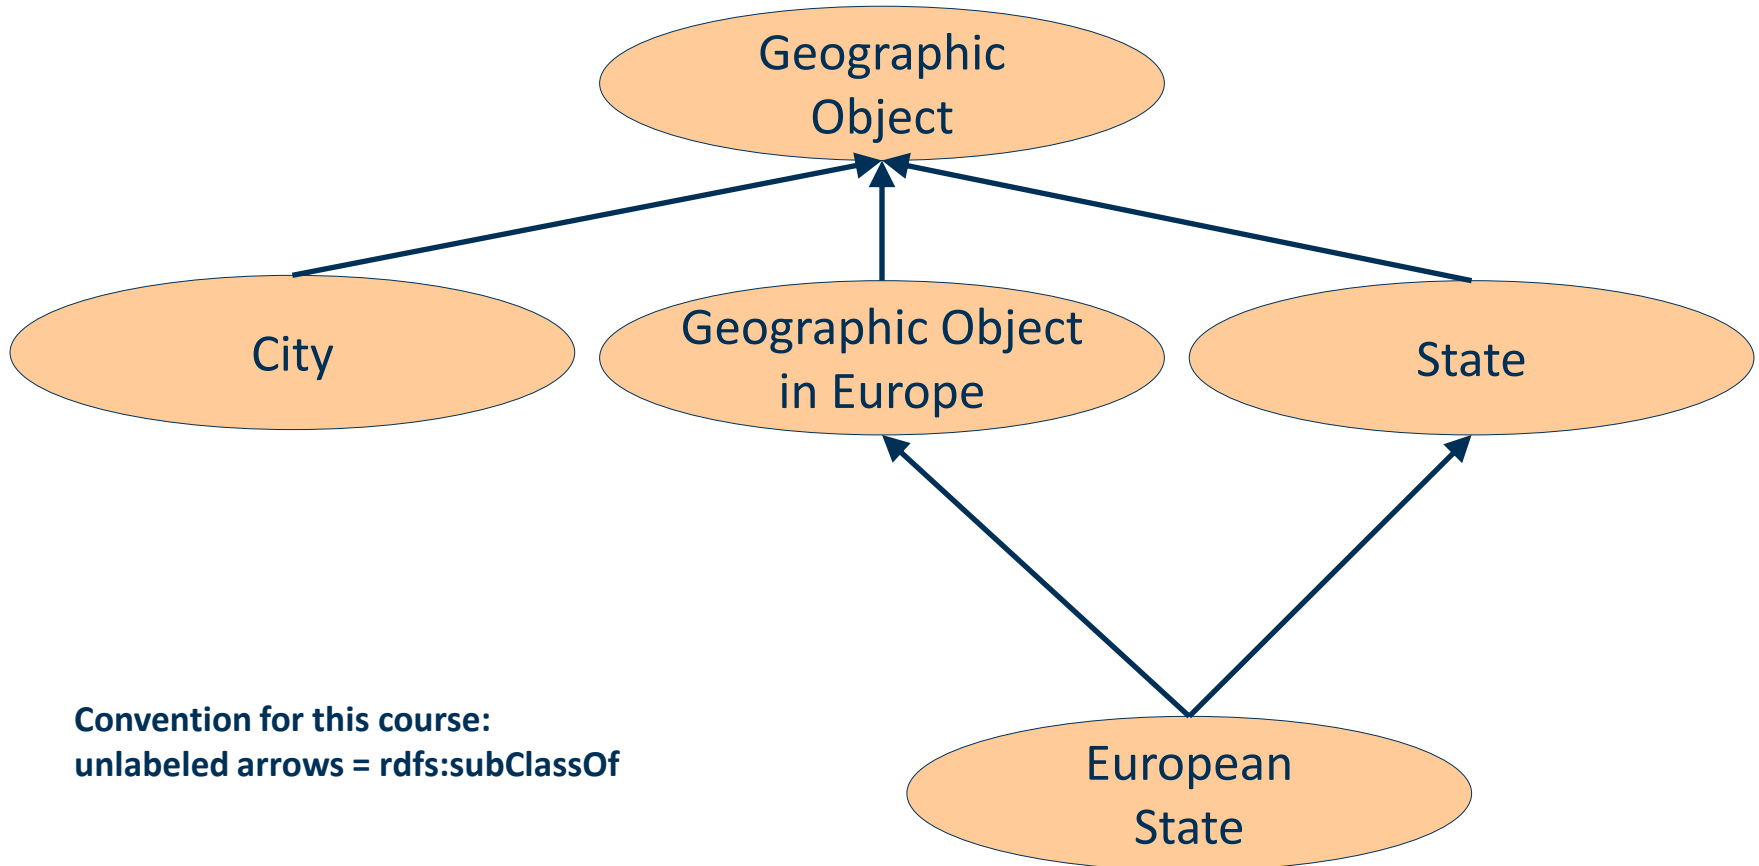 Geographic
Object
City
Geographic Object
in Europe
State
Convention for this course:
unlabeled arrows = rdfs:subClassOf
European
State